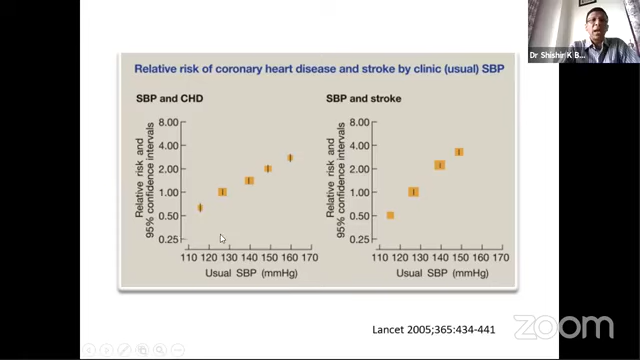 Dr Shishir K B...
Relative risk of coronary heart disease and stroke by clinic (usual) SBP
SBP and CHD
Relative risk and
95% confidence intervals
8.00
4.00
2.00
1.00
0.50
0.25
110 120 130 140 150 160 170
Usual SBP (mmHg)
SBP and stroke
Relative risk and
95% confidence intervals
8.00
4.00
2.00
1.00
0.50
0.25
110 120 130 140 150 160 170
Usual SBP (mmHg)
Lancet 2005;365:434-441
zoom